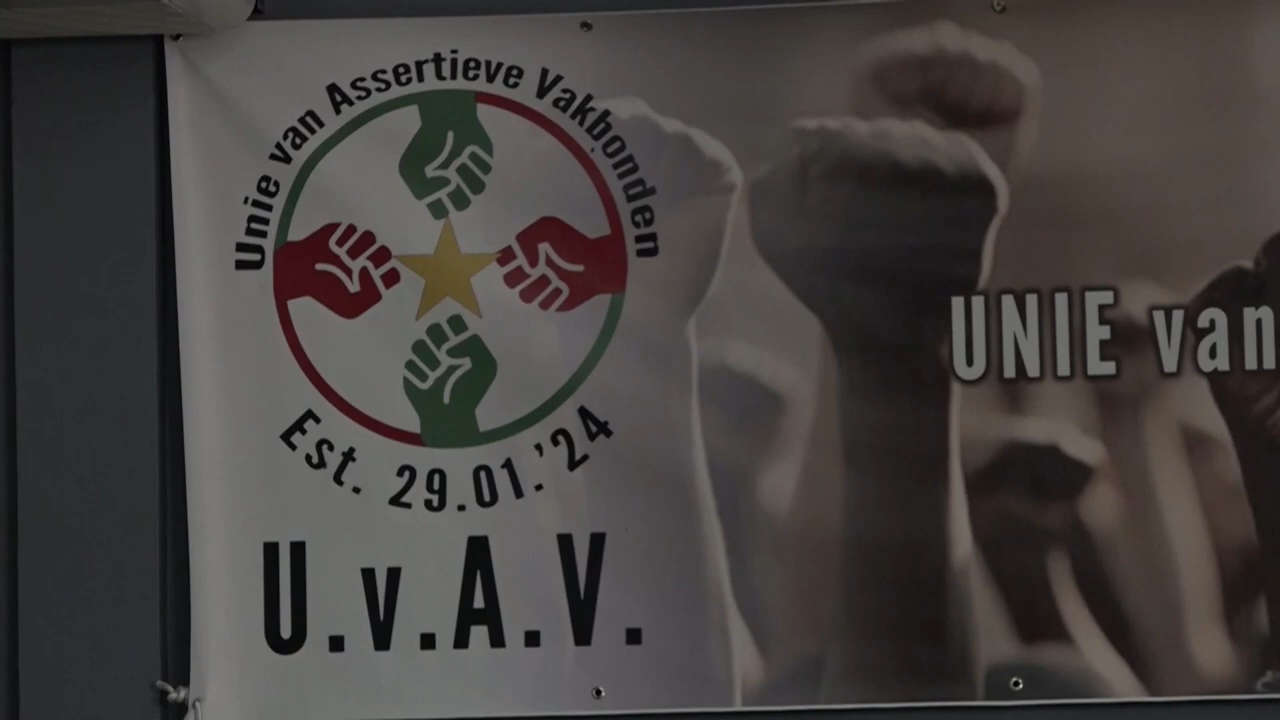 Unie van Assertieve Vakbonden
Est. 29.01.'24
U.v.A.V.
UNIE van